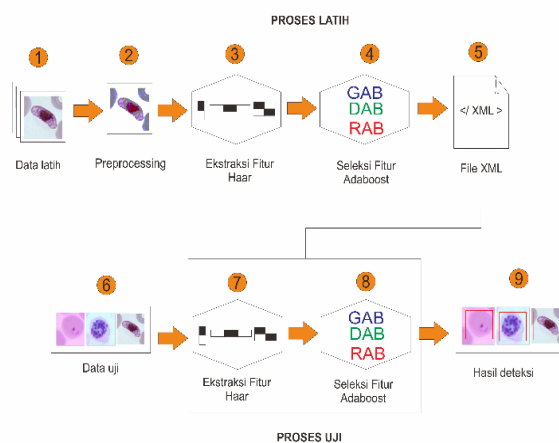 PROSES LATIH
1
2
3
4
5
GAB
DAB
RAB
</ XML >
Data latih
Preprocessing
Ekstraksi Fitur
Haar
Seleksi Fitur
Adaboost
File XML
6
7
8
9
GAB
DAB
RAB
Data uji
Ekstraksi Fitur
Haar
Seleksi Fitur
Adaboost
Hasil deteksi
PROSES UJI